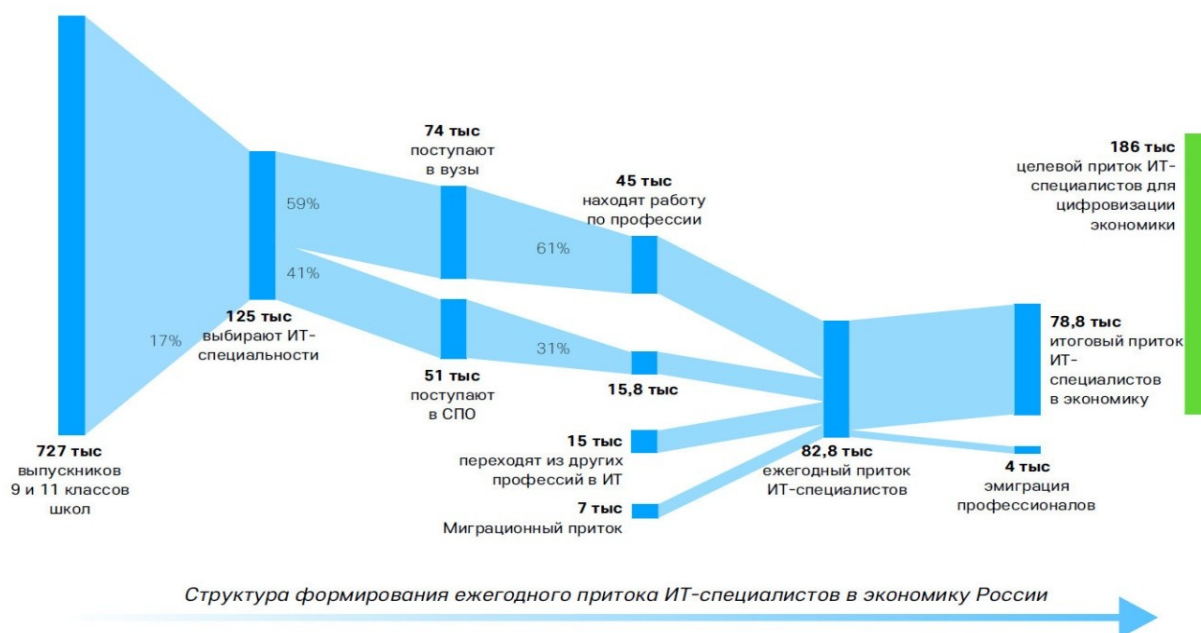 74 тыс
поступают
в вузы
186 тыс
целевой приток ИТ-
специалистов для
цифровизации
экономики
45 тыс
находят работу
по профессии
59%
61%
41%
17%
125 тыс
выбирают ИТ-
специальности
31%
51 тыс
поступают
в СПО
15,8 тыс
78,8 тыс
итоговый приток
ИТ-
специалистов
в экономику
727 тыс
выпускников
9 и 11 классов
школ
15 тыс
переходят из других
профессий в ИТ
7 тыс
Миграционный приток
82,8 тыс
ежегодный приток
ИТ-специалистов
4 тыс
эмиграция
профессионалов
Структура формирования ежегодного притока ИТ-специалистов в экономику России